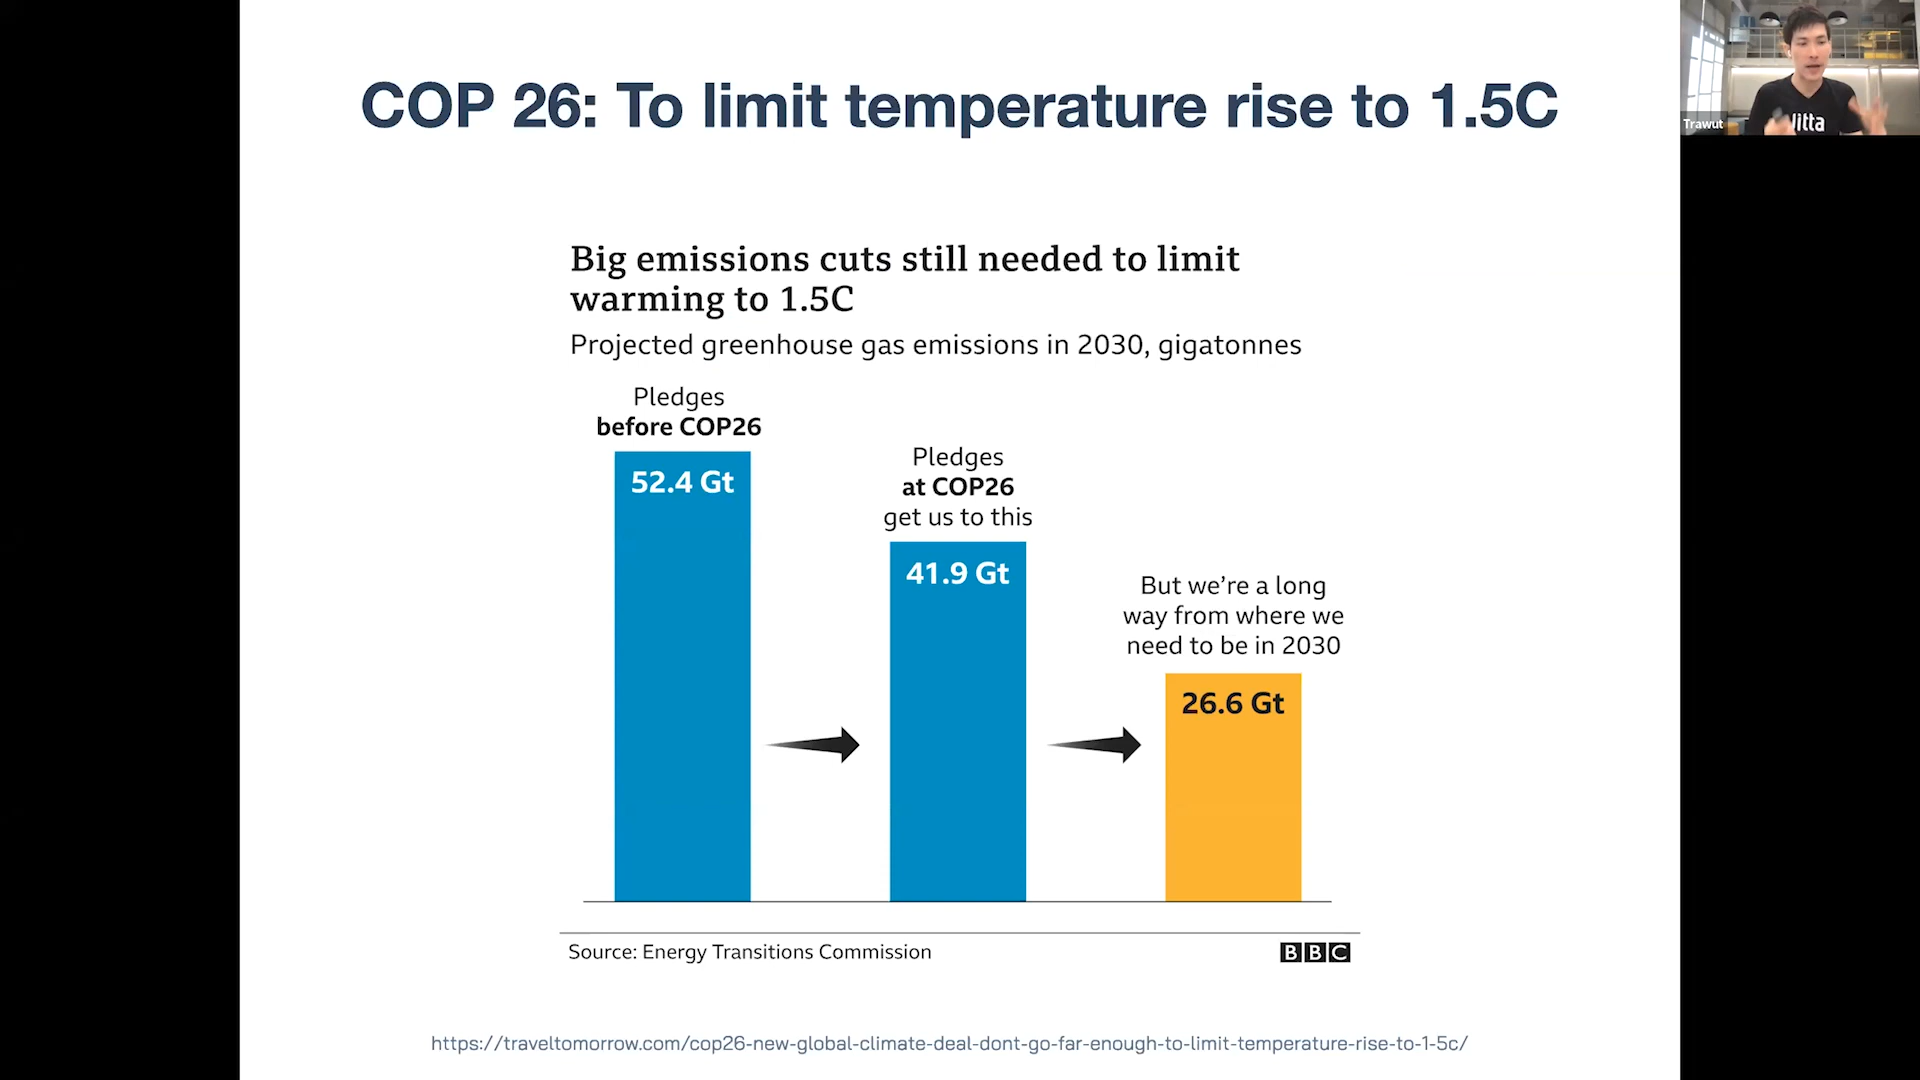 COP 26: To limit temperature rise to 1.5C
Trawut
Big emissions cuts still needed to limit
warming to 1.5C
Projected greenhouse gas emissions in 2030, gigatonnes
Pledges
before COP26
52.4 Gt
Pledges
at COP26
get us to this
41.9 Gt
But we're a long
way from where we
need to be in 2030
26.6 Gt
Source: Energy Transitions Commission
BBC
https://traveltomorrow.com/cop26-new-global-climate-deal-dont-go-far-enough-to-limit-temperature-rise-to-1-5c/